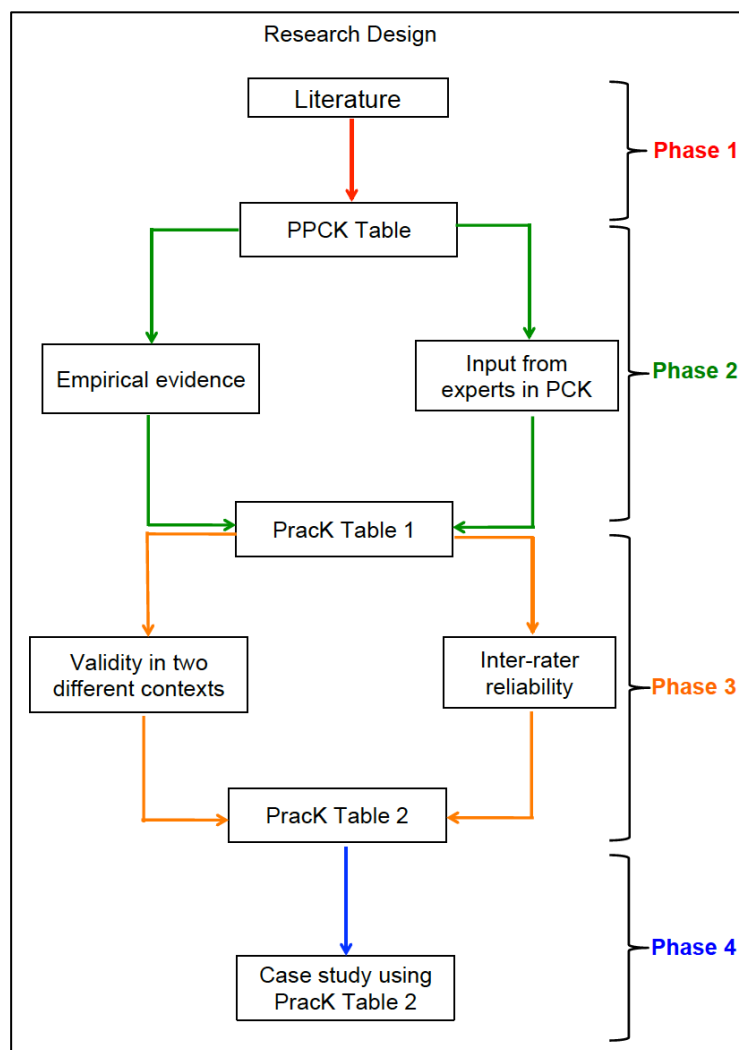 Research Design
Literature
Phase 1
PPCK Table
Empirical evidence
Input from
experts in PCK
Phase 2
PracK Table 1
Validity in two
different contexts
Inter-rater
reliability
Phase 3
PracK Table 2
Case study using
PracK Table 2
Phase 4